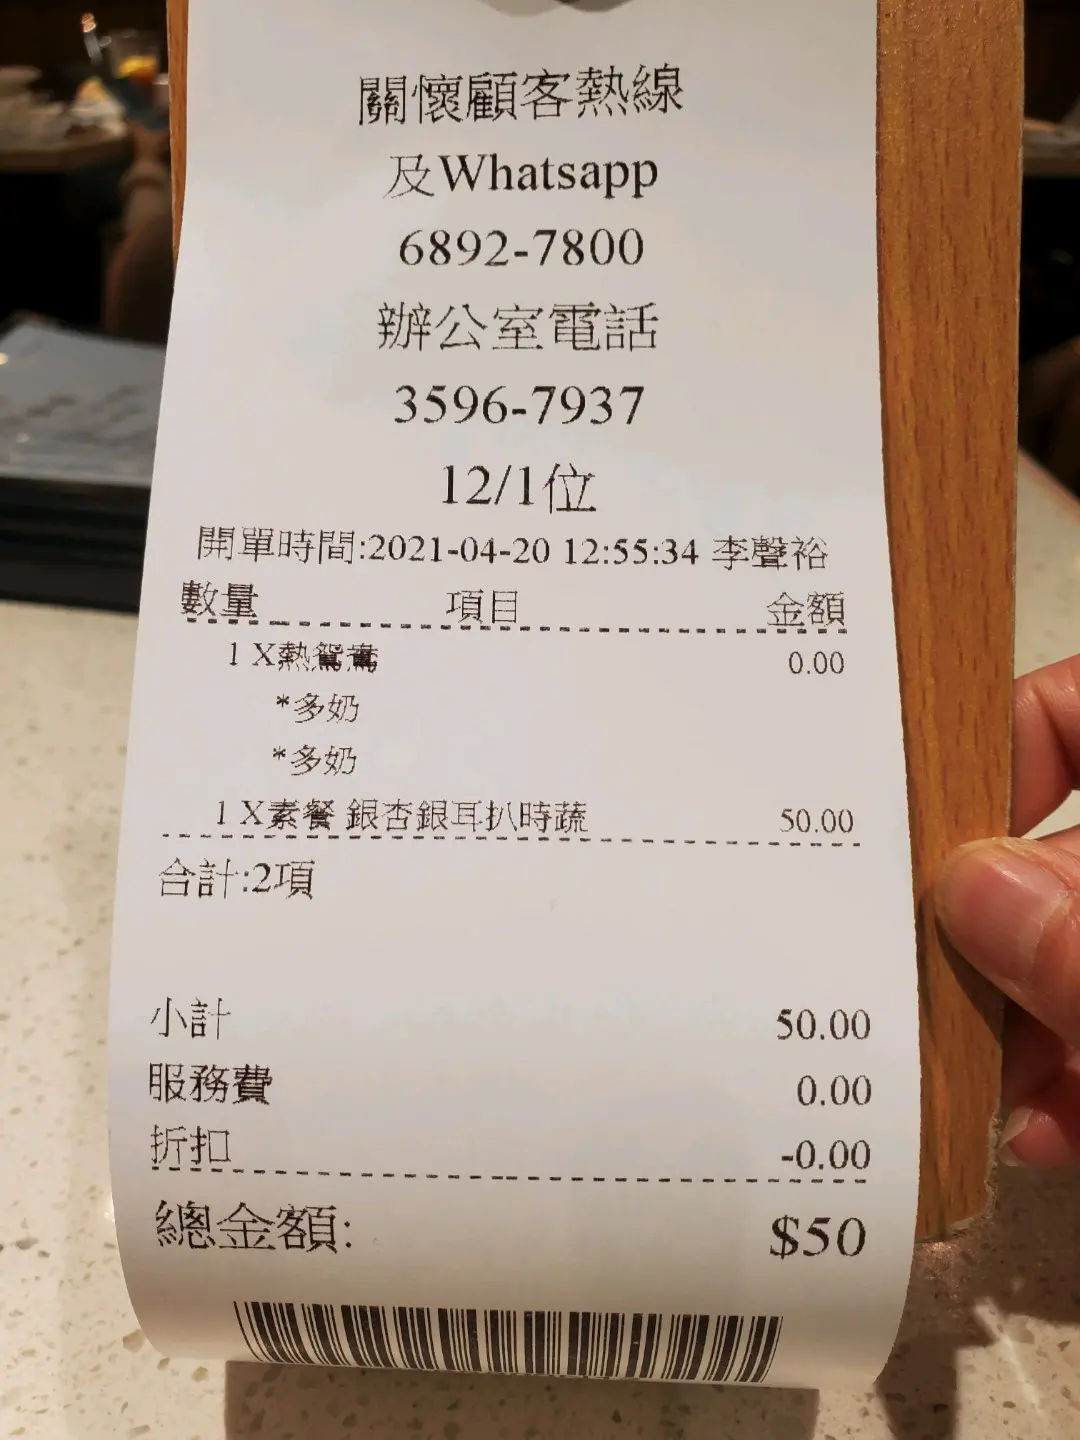 關懷顧客熱線
及Whatsapp
6892-7800
辦公室電話
3596-7937
12/1位
開單時間:2021-04-20 12:55:34 李聲裕
數量 項目 金額
1 X熱鴛鴦 0.00
*多奶
*多奶
1 X素餐 銀杏銀耳扒時蔬 50.00
合計:2項
小計 50.00
服務費 0.00
折扣 -0.00
總金額: $50